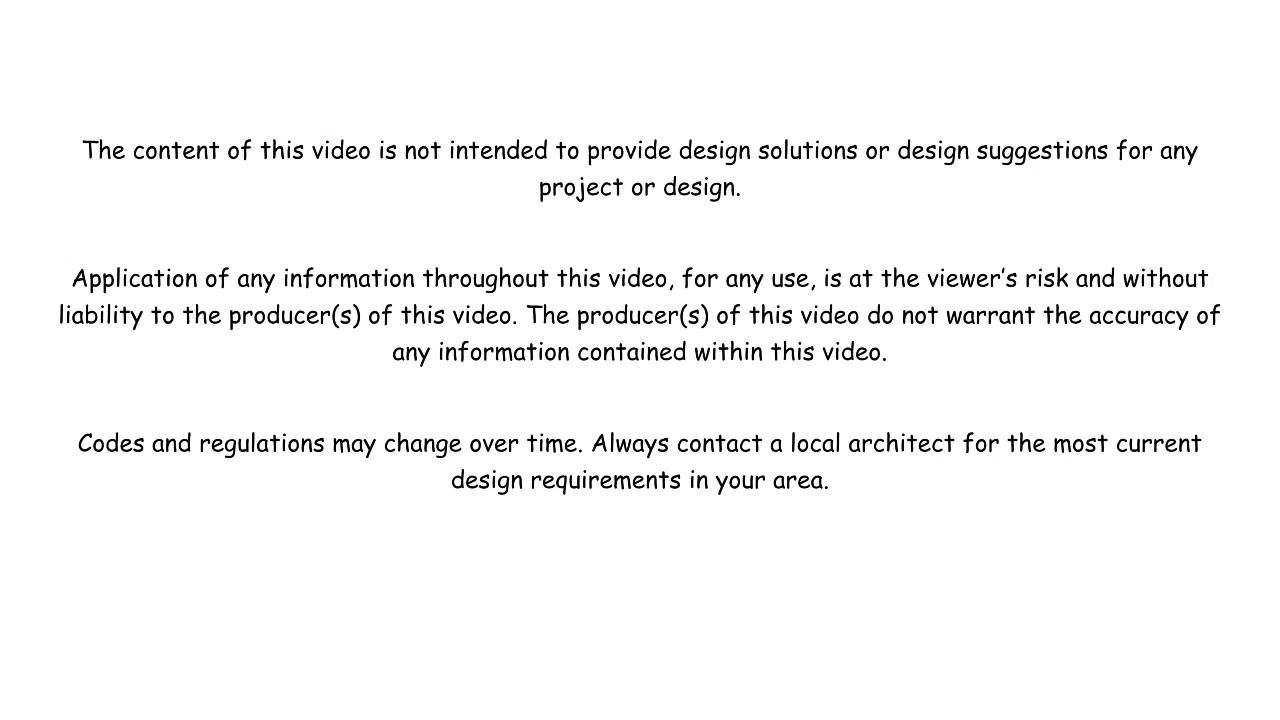 The content of this video is not intended to provide design solutions or design suggestions for any
project or design.
Application of any information throughout this video, for any use, is at the viewer’s risk and without
liability to the producer(s) of this video. The producer(s) of this video do not warrant the accuracy of
any information contained within this video.
Codes and regulations may change over time. Always contact a local architect for the most current
design requirements in your area.